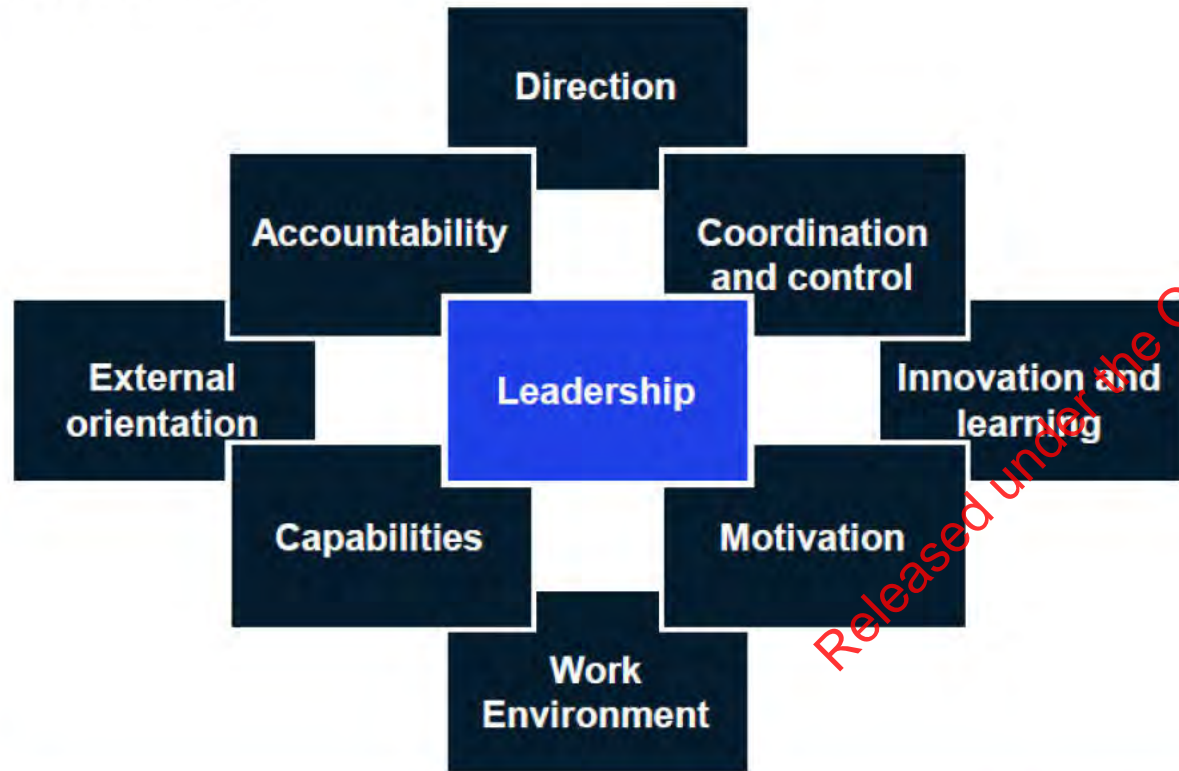 Direction
Accountability
Coordination
and control
External
orientation
Leadership
Innovation and
learning
Capabilities
Motivation
Work
Environment
Released under the